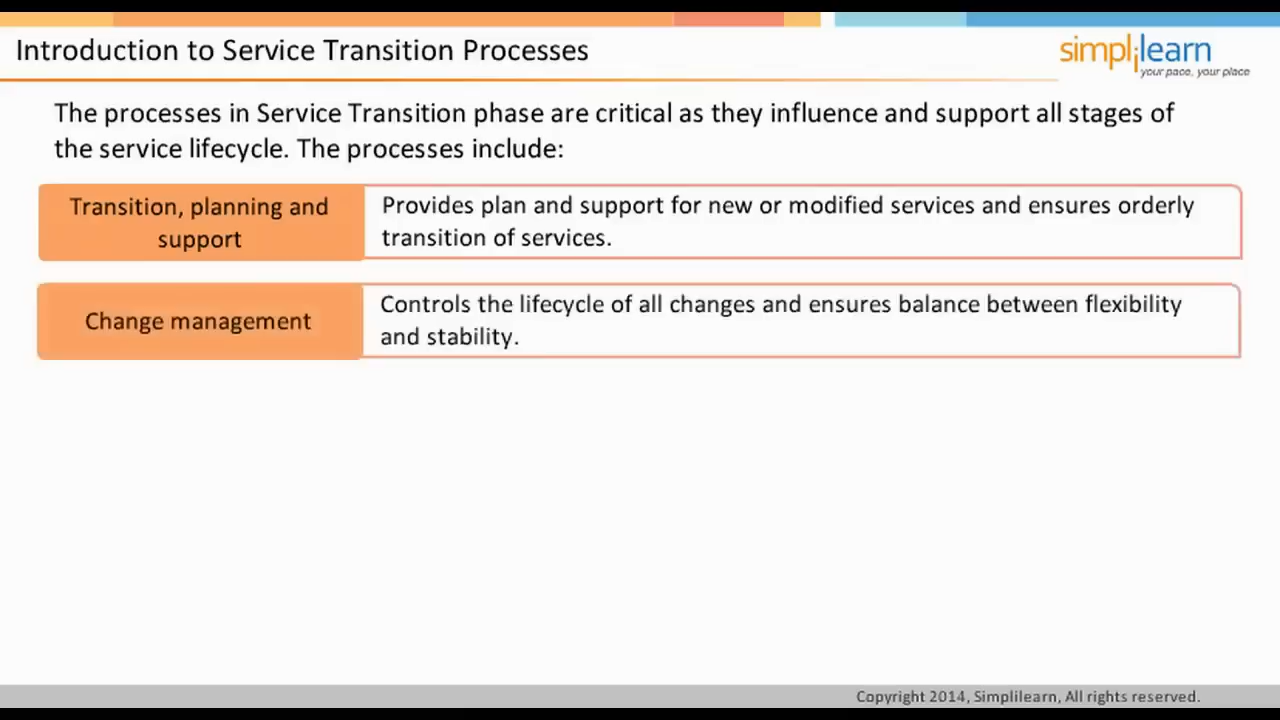 Introduction to Service Transition Processes
simplilearn
your pace, your place
The processes in Service Transition phase are critical as they influence and support all stages of
the service lifecycle. The processes include:
Transition, planning and
support
Provides plan and support for new or modified services and ensures orderly
transition of services.
Change management
Controls the lifecycle of all changes and ensures balance between flexibility
and stability.
Copyright 2014, Simplilearn, All rights reserved.